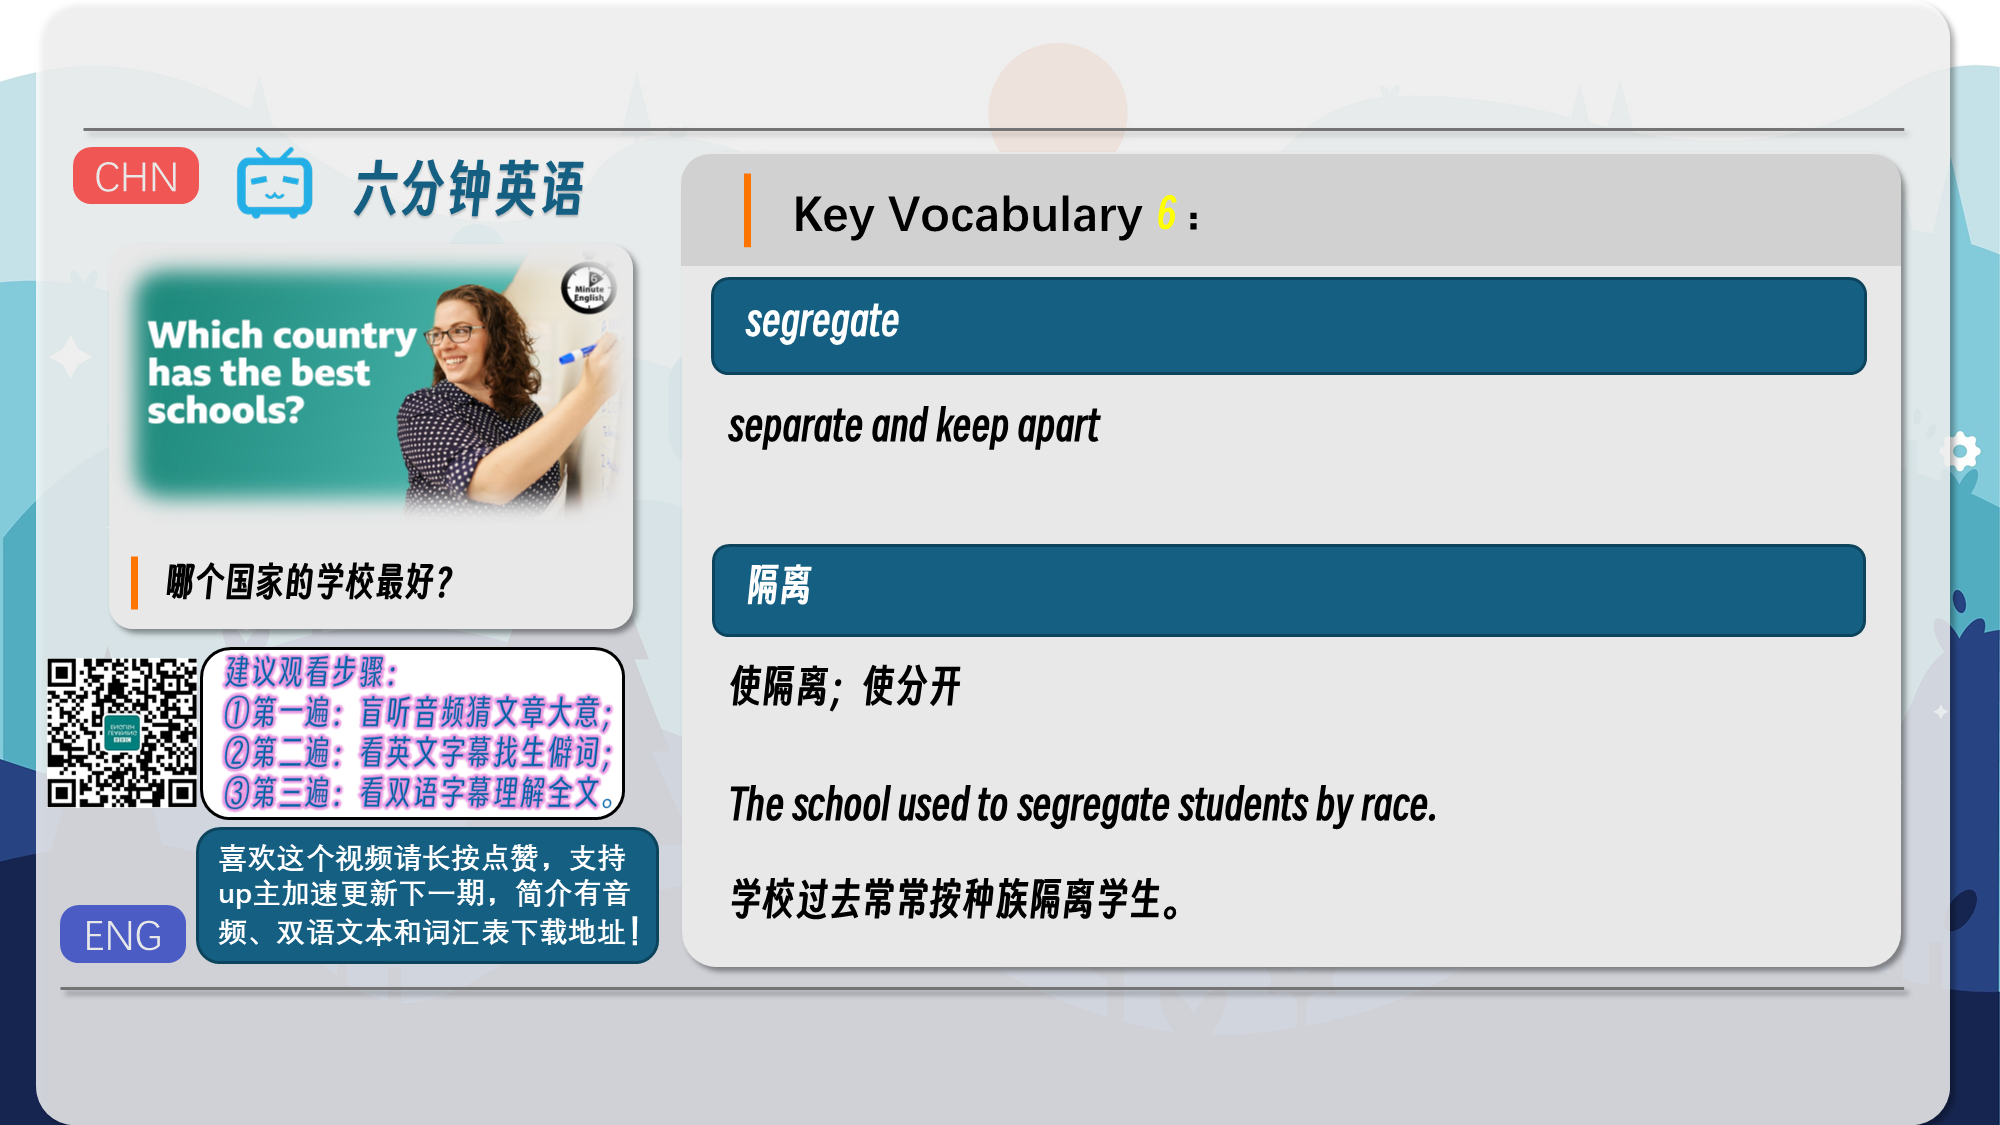 CHN
六分钟英语
Which country
has the best
schools?
6
Minute
English
哪个国家的学校最好？
建议观看步骤：
①第一遍：盲听音频猜文章大意；
②第二遍：看英文字幕找生僻词；
③第三遍：看双语字幕理解全文。
喜欢这个视频请长按点赞，支持
up主加速更新下一期，简介有音
频、双语文本和词汇表下载地址！
ENG
Key Vocabulary 6：
segregate
separate and keep apart
隔离
使隔离；使分开
The school used to segregate students by race.
学校过去常常按种族隔离学生。